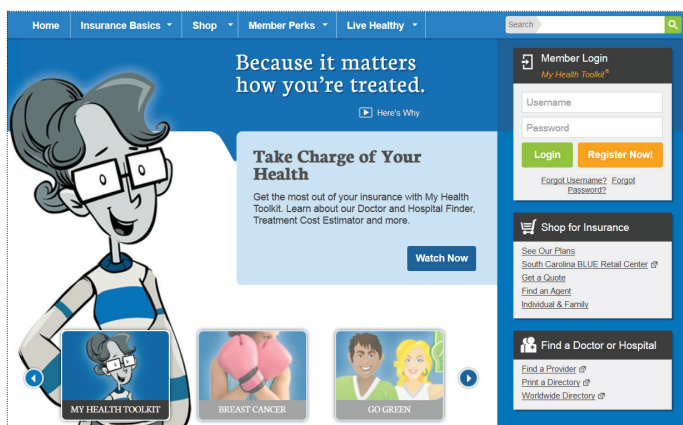 Home
Insurance Basics
Shop
Member Perks
Live Healthy
Search
Because it matters
how you're treated.
Here's Why
Take Charge of Your
Health
Get the most out of your insurance with My Health
Toolkit. Learn about our Doctor and Hospital Finder,
Treatment Cost Estimator and more.
Watch Now
MY HEALTH TOOLKIT
BREAST CANCER
GO GREEN
Member Login
My Health Toolkit®
Username
Password
Login
Register Now!
Forgot Username? Forgot
Password?
Shop for Insurance
See Our Plans
South Carolina BLUE Retail Center
Get a Quote
Find an Agent
Individual & Family
Find a Doctor or Hospital
Find a Provider
Print a Directory
Worldwide Directory